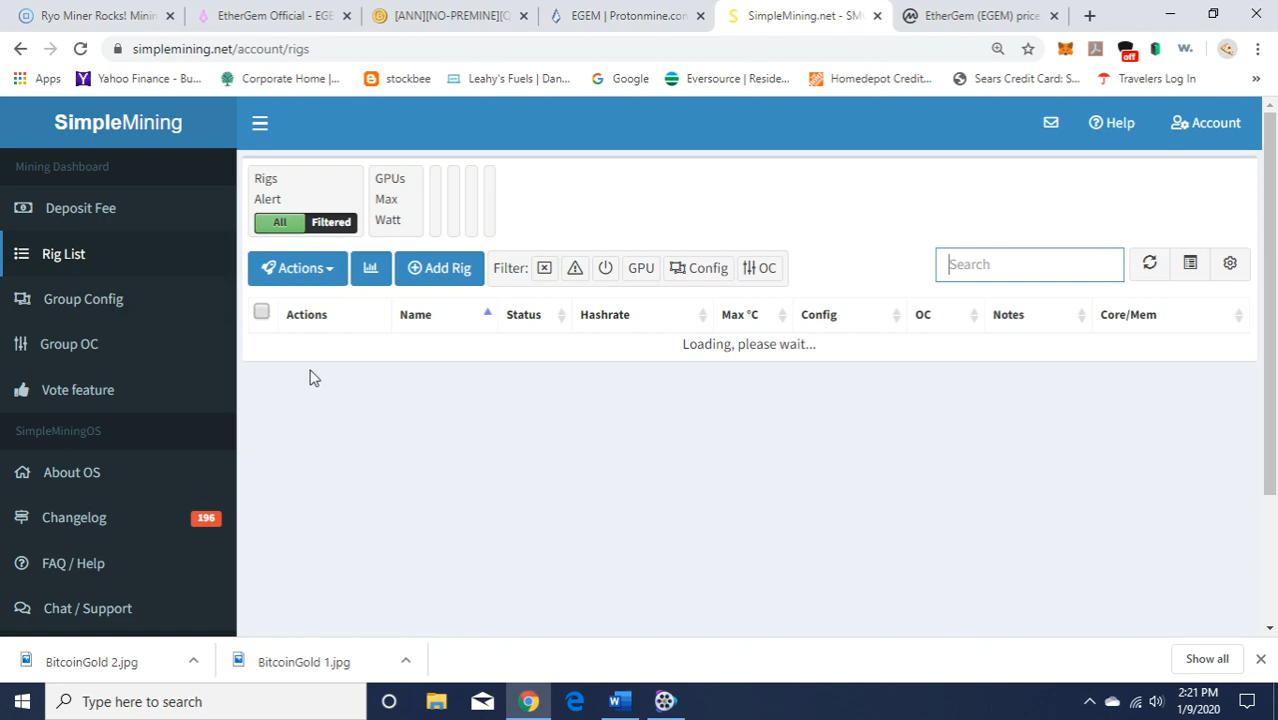 Ryo Miner Rocks! Mini
EtherGem Official - EGE
[ANN][NO-PREMINE][C
EGEM | Protonmine.co
SimpleMining.net - SM
EtherGem (EGEM) price
simplemining.net/account/rigs
off
Apps
Yahoo Finance - Bu...
Corporate Home |...
stockbee
Leahy's Fuels | Dan...
Google
Eversource | Reside...
Homedepot Credit...
Sears Credit Card: S...
Travelers Log In
SimpleMining
Help
Account
Mining Dashboard
Deposit Fee
Rig List
Group Config
Group OC
Vote feature
SimpleMiningOS
About OS
Changelog
196
FAQ / Help
Chat / Support
Rigs
Alert
All
Filtered
GPUs
Max
Watt
Actions
Add Rig
Filter:
GPU
Config
OC
Search
Actions
Name
Status
Hashrate
Max °C
Config
OC
Notes
Core/Mem
Loading, please wait...
BitcoinGold 2.jpg
BitcoinGold 1.jpg
Show all
Type here to search
2:21 PM
1/9/2020